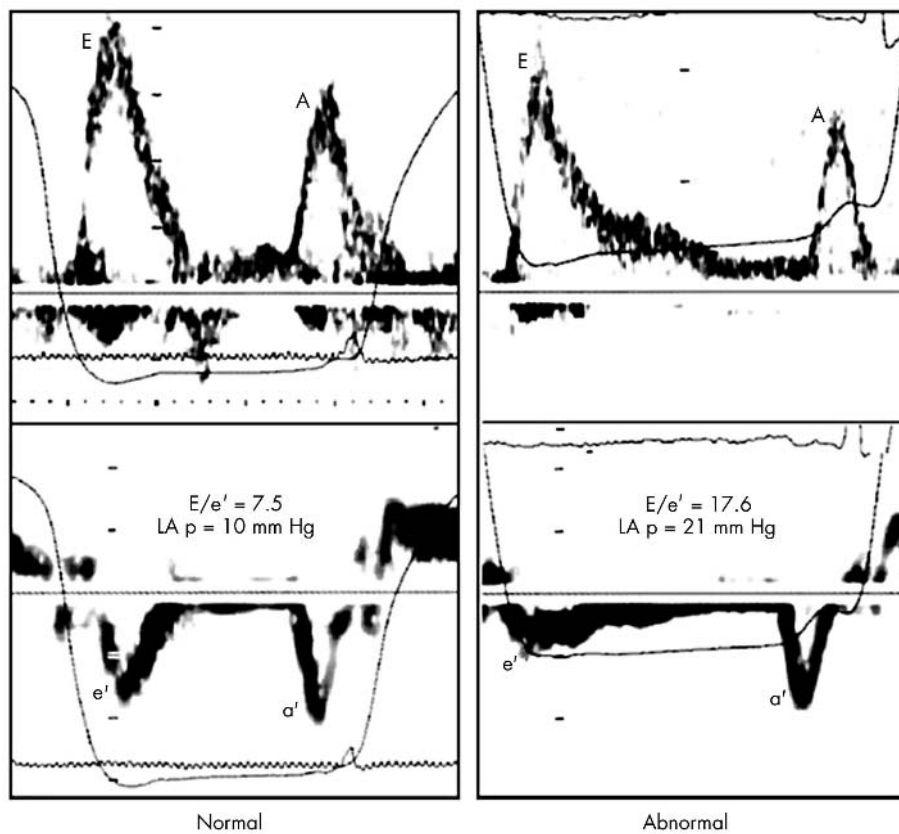 E
A
E
A
E/e' = 7.5
LA p = 10 mm Hg
e'
a'
E/e' = 17.6
LA p = 21 mm Hg
e'
a'
Normal
Abnormal